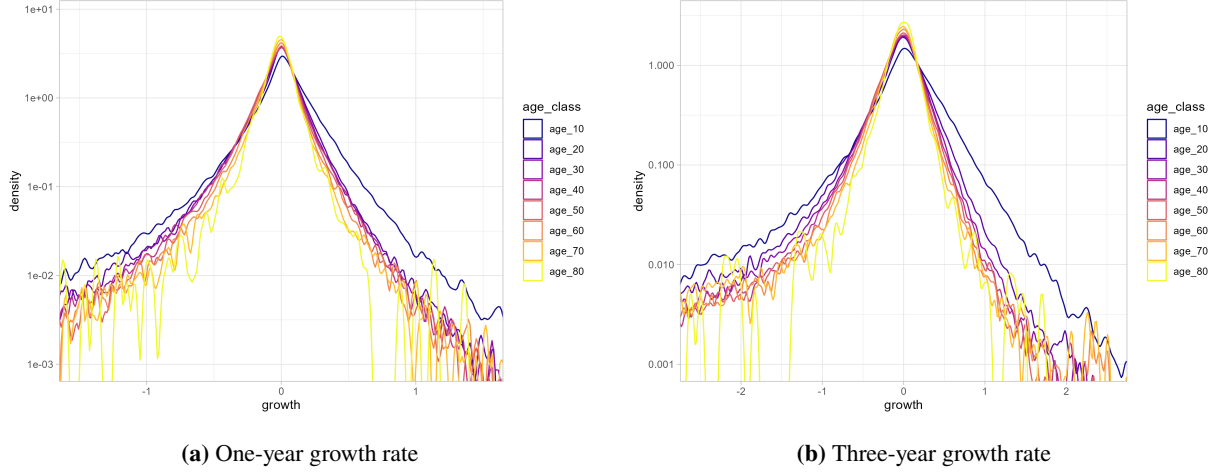 1e+01
1e+00
1e-01
1e-02
1e-03
density
-1
0
1
growth
age_class
age_10
age_20
age_30
age_40
age_50
age_60
age_70
age_80
(a) One-year growth rate
1.000
0.100
0.010
0.001
density
-2
-1
0
1
2
growth
age_class
age_10
age_20
age_30
age_40
age_50
age_60
age_70
age_80
(b) Three-year growth rate